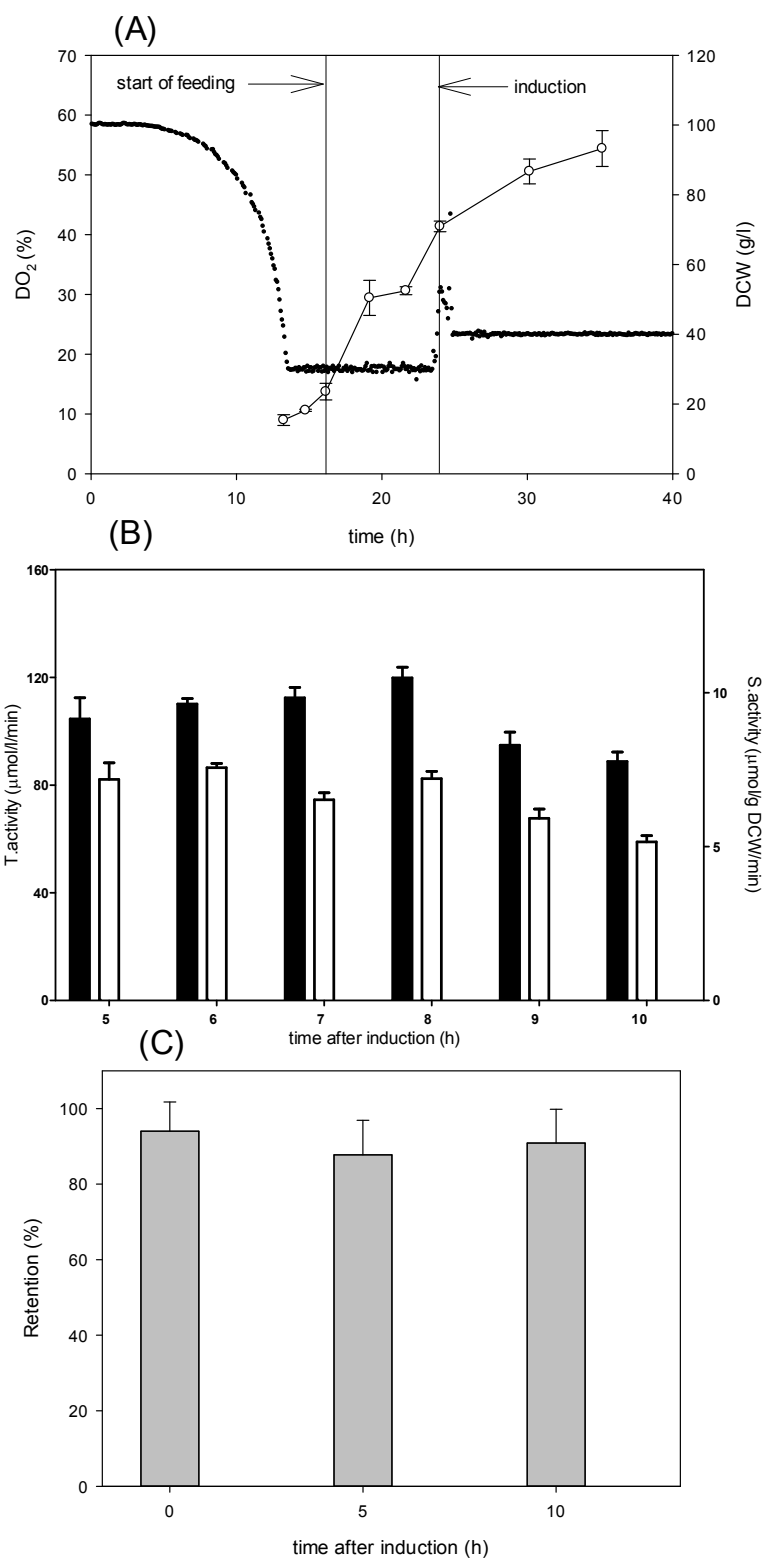 (A)
start of feeding
induction
70
60
50
40
30
20
10
0
DO2 (%)
120
100
80
60
40
20
0
DCW (g/l)
0 10 20 30 40
time (h)
(B)
160
120
80
40
0
T.activity (μmol/l/min)
10
5
0
S.activity (μmol/g DCW/min)
5 6 7 8 9 10
time after induction (h)
(C)
100
80
60
40
20
0
Retention (%)
0 5 10
time after induction (h)